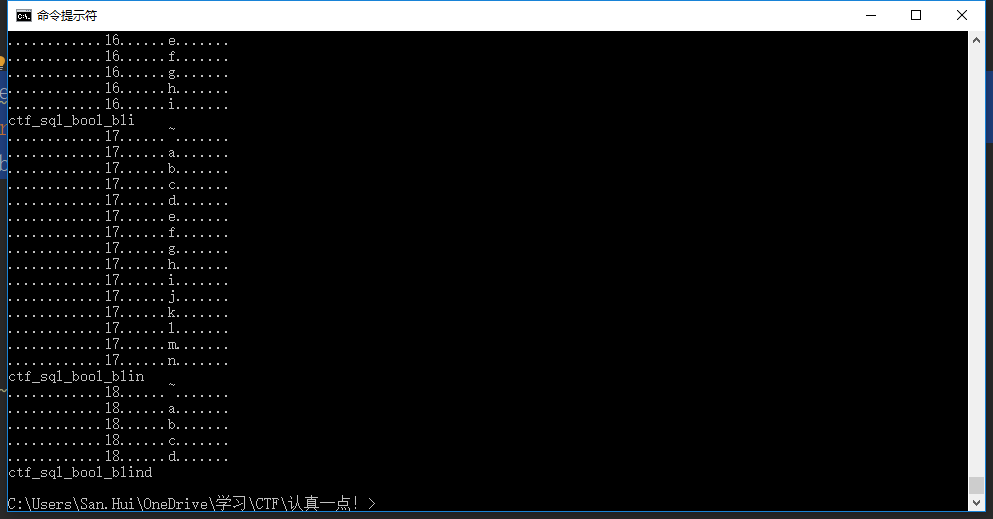 命令提示符
............16......e.......
............16......f.......
............16......g.......
............16......h.......
............16......i.......
ctf_sql_bool_bli
............17......~.......
............17......a.......
............17......b.......
............17......c.......
............17......d.......
............17......e.......
............17......f.......
............17......g.......
............17......h.......
............17......i.......
............17......j.......
............17......k.......
............17......l.......
............17......m.......
............17......n.......
ctf_sql_bool_blin
............18......~.......
............18......a.......
............18......b.......
............18......c.......
............18......d.......
ctf_sql_bool_blind
C:\Users\San.Hui\OneDrive\学习\CTF\认真一点！>